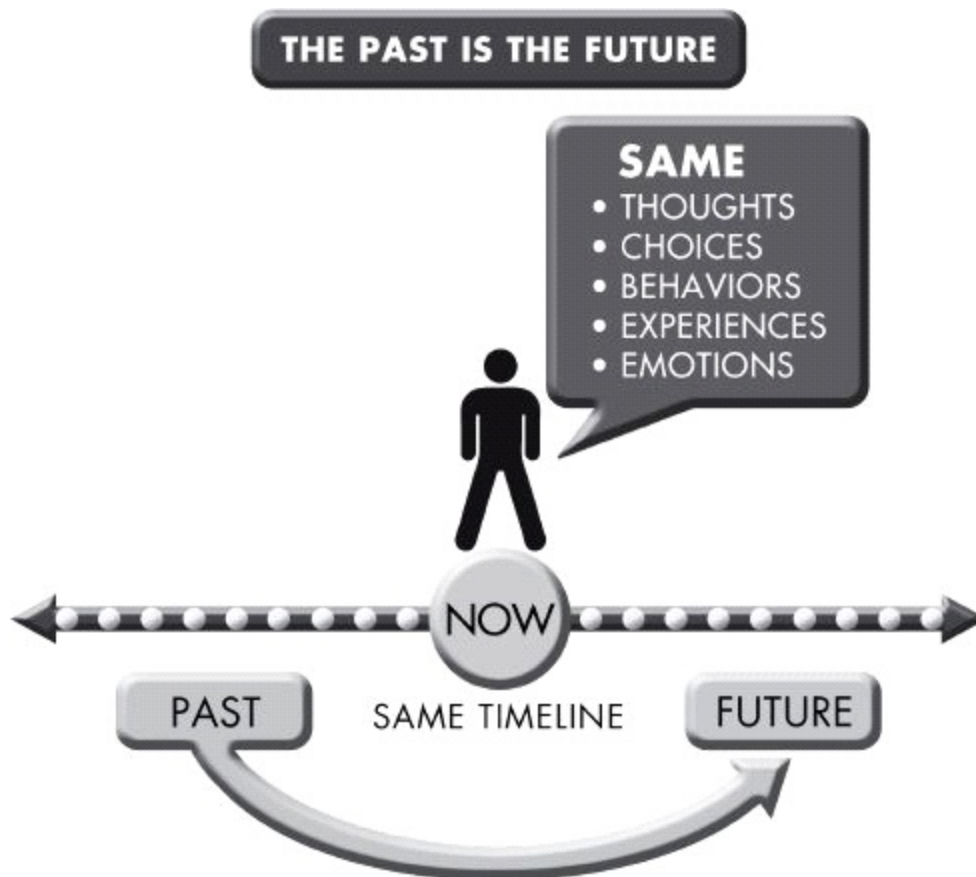 THE PAST IS THE FUTURE
SAME
• THOUGHTS
• CHOICES
• BEHAVIORS
• EXPERIENCES
• EMOTIONS
NOW
PAST
SAME TIMELINE
FUTURE